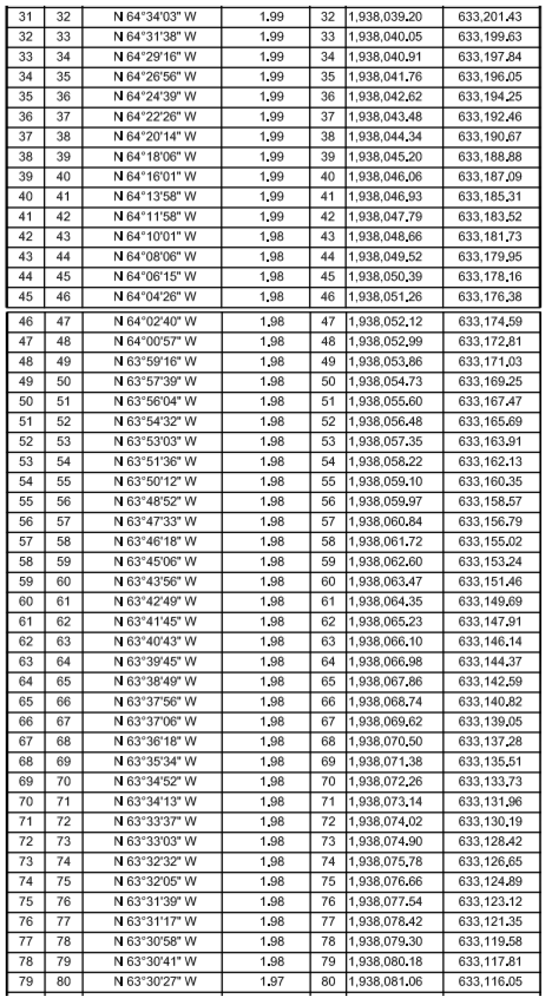 31 32 N 64°34'03" W 1.99 32 1,938,039.20 633,201.43
32 33 N 64°31'38" W 1.99 33 1,938,040.05 633,199.63
33 34 N 64°29'16" W 1.99 34 1,938,040.91 633,197.84
34 35 N 64°26'56" W 1.99 35 1,938,041.76 633,196.05
35 36 N 64°24'39" W 1.99 36 1,938,042.62 633,194.25
36 37 N 64°22'26" W 1.99 37 1,938,043.48 633,192.46
37 38 N 64°20'14" W 1.99 38 1,938,044.34 633,190.67
38 39 N 64°18'06" W 1.99 39 1,938,045.20 633,188.88
39 40 N 64°16'01" W 1.99 40 1,938,046.06 633,187.09
40 41 N 64°13'58" W 1.99 41 1,938,046.93 633,185.31
41 42 N 64°11'58" W 1.99 42 1,938,047.79 633,183.52
42 43 N 64°10'01" W 1.98 43 1,938,048.66 633,181.73
43 44 N 64°08'06" W 1.98 44 1,938,049.52 633,179.95
44 45 N 64°06'15" W 1.98 45 1,938,050.39 633,178.16
45 46 N 64°04'26" W 1.98 46 1,938,051.26 633,176.38
46 47 N 64°02'40" W 1.98 47 1,938,052.12 633,174.59
47 48 N 64°00'57" W 1.98 48 1,938,052.99 633,172.81
48 49 N 63°59'16" W 1.98 49 1,938,053.86 633,171.03
49 50 N 63°57'39" W 1.98 50 1,938,054.73 633,169.25
50 51 N 63°56'04" W 1.98 51 1,938,055.60 633,167.47
51 52 N 63°54'32" W 1.98 52 1,938,056.48 633,165.69
52 53 N 63°53'03" W 1.98 53 1,938,057.35 633,163.91
53 54 N 63°51'36" W 1.98 54 1,938,058.22 633,162.13
54 55 N 63°50'12" W 1.98 55 1,938,059.10 633,160.35
55 56 N 63°48'52" W 1.98 56 1,938,059.97 633,158.57
56 57 N 63°47'33" W 1.98 57 1,938,060.84 633,156.79
57 58 N 63°46'18" W 1.98 58 1,938,061.72 633,155.02
58 59 N 63°45'06" W 1.98 59 1,938,062.60 633,153.24
59 60 N 63°43'56" W 1.98 60 1,938,063.47 633,151.46
60 61 N 63°42'49" W 1.98 61 1,938,064.35 633,149.69
61 62 N 63°41'45" W 1.98 62 1,938,065.23 633,147.91
62 63 N 63°40'43" W 1.98 63 1,938,066.10 633,146.14
63 64 N 63°39'45" W 1.98 64 1,938,066.98 633,144.37
64 65 N 63°38'49" W 1.98 65 1,938,067.86 633,142.59
65 66 N 63°37'56" W 1.98 66 1,938,068.74 633,140.82
66 67 N 63°37'06" W 1.98 67 1,938,069.62 633,139.05
67 68 N 63°36'18" W 1.98 68 1,938,070.50 633,137.28
68 69 N 63°35'34" W 1.98 69 1,938,071.38 633,135.51
69 70 N 63°34'52" W 1.98 70 1,938,072.26 633,133.73
70 71 N 63°34'13" W 1.98 71 1,938,073.14 633,131.96
71 72 N 63°33'37" W 1.98 72 1,938,074.02 633,130.19
72 73 N 63°33'03" W 1.98 73 1,938,074.90 633,128.42
73 74 N 63°32'32" W 1.98 74 1,938,075.78 633,126.65
74 75 N 63°32'05" W 1.98 75 1,938,076.66 633,124.89
75 76 N 63°31'39" W 1.98 76 1,938,077.54 633,123.12
76 77 N 63°31'17" W 1.98 77 1,938,078.42 633,121.35
77 78 N 63°30'58" W 1.98 78 1,938,079.30 633,119.58
78 79 N 63°30'41" W 1.98 79 1,938,080.18 633,117.81
79 80 N 63°30'27" W 1.97 80 1,938,081.06 633,116.05